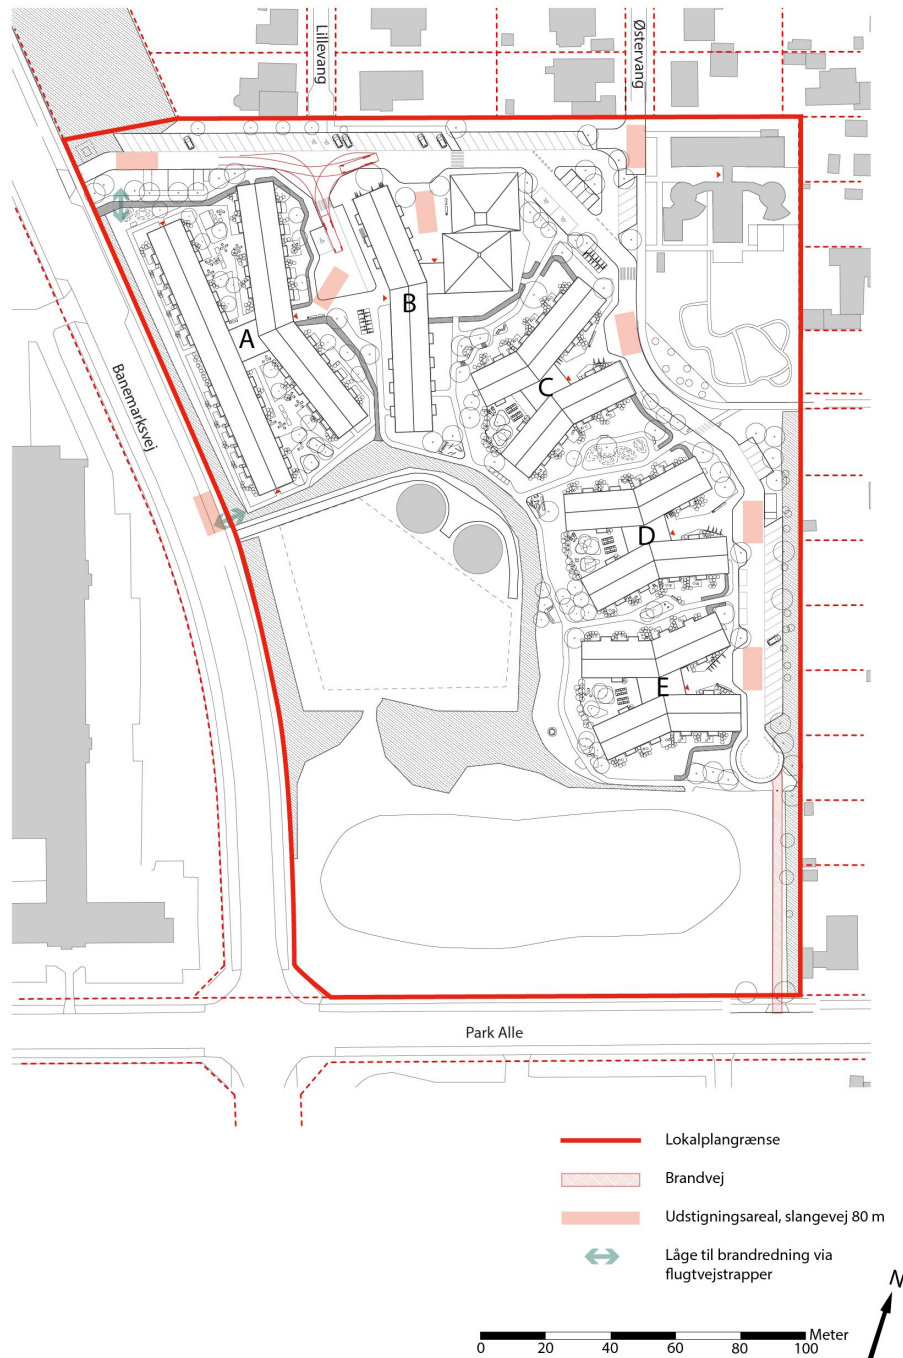 Lillevang
Østervang
A
B
C
D
E
Banemarksvej
Park Alle
Lokalplangrænse
Brandvej
Udstigningsareal, slangevej 80 m
Låge til brandredning via
flugtvejstrapper
N
Meter
0 20 40 60 80 100